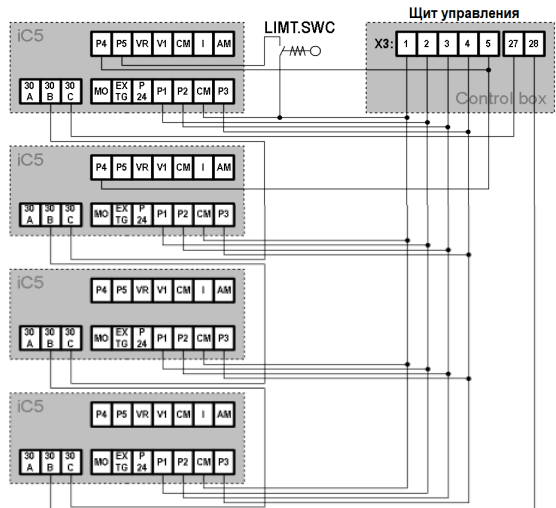 Щит управления
iC5
LIMT.SWC
P4 P5 VR V1 CM I AM
X3: 1 2 3 4 5 27 28
30 A 30 B 30 C MO EX TG P 24 P1 P2 CM P3
Control box
iC5
P4 P5 VR V1 CM I AM
30 A 30 B 30 C MO EX TG P 24 P1 P2 CM P3
iC5
P4 P5 VR V1 CM I AM
30 A 30 B 30 C MO EX TG P 24 P1 P2 CM P3
iC5
P4 P5 VR V1 CM I AM
30 A 30 B 30 C MO EX TG P 24 P1 P2 CM P3